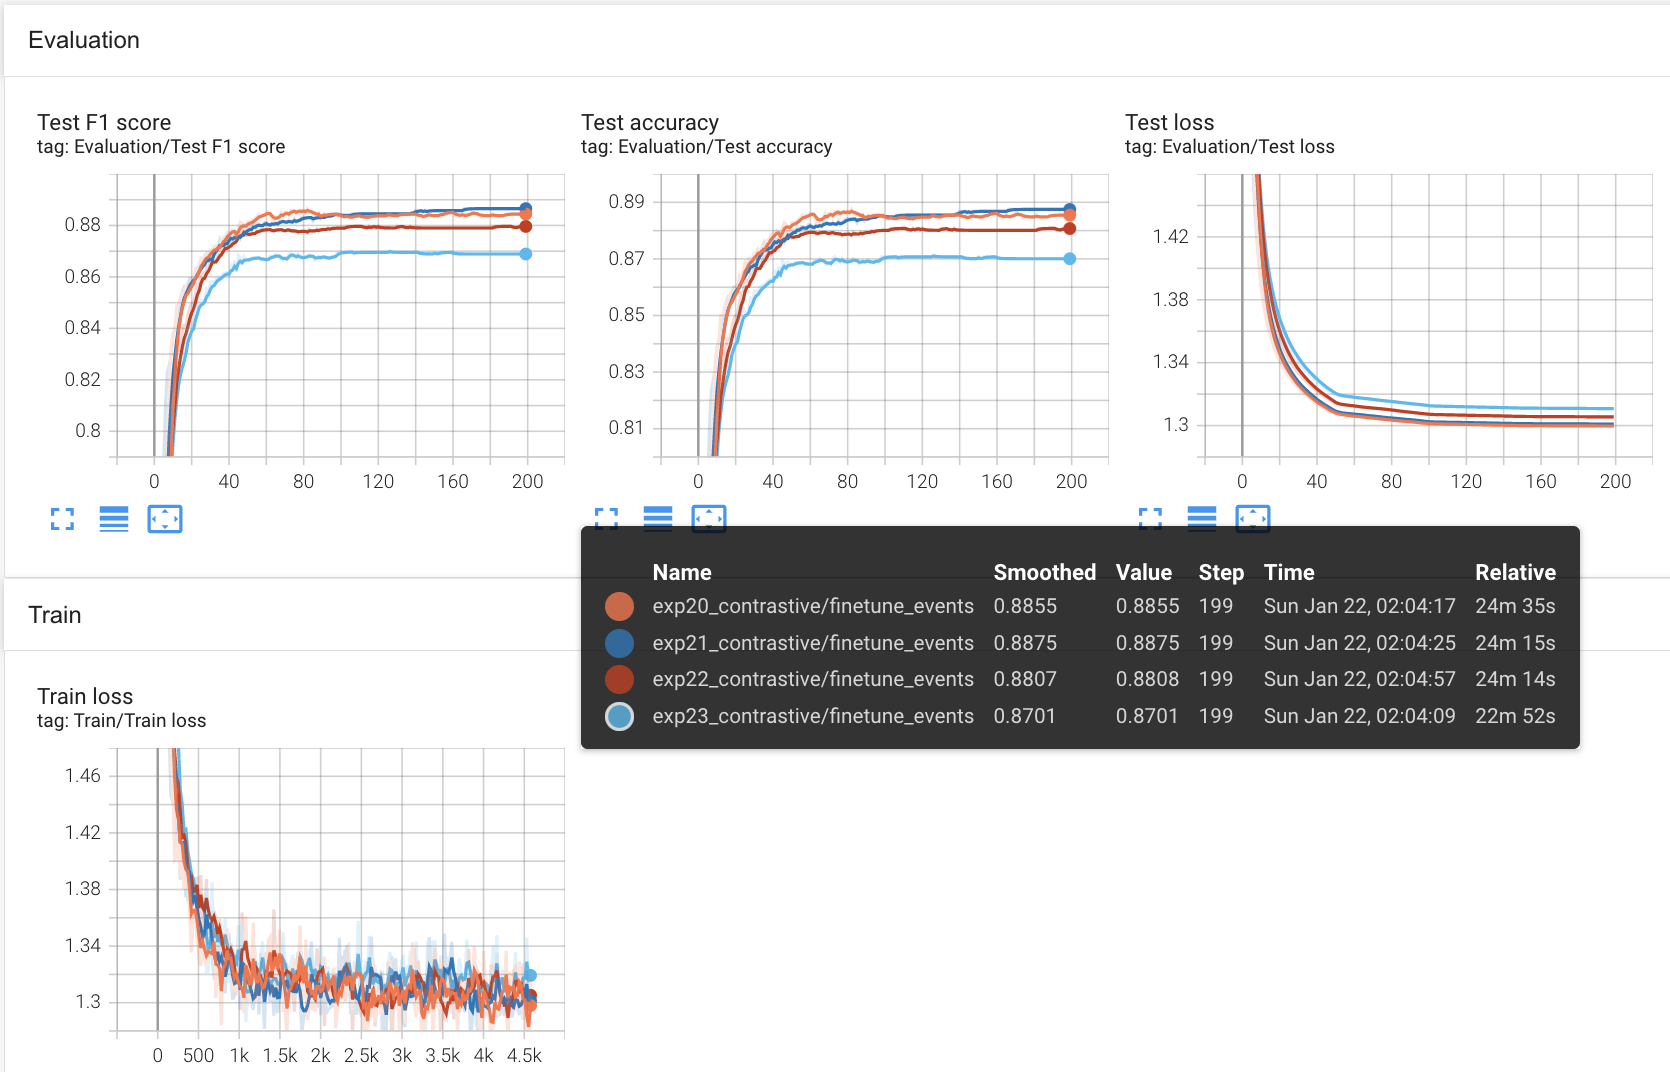 Evaluation
Test F1 score
tag: Evaluation/Test F1 score
0.88
0.86
0.84
0.82
0.8
0 40 80 120 160 200
Test accuracy
tag: Evaluation/Test accuracy
0.89
0.87
0.85
0.83
0.81
0 40 80 120 160 200
Test loss
tag: Evaluation/Test loss
1.42
1.38
1.34
1.3
0 40 80 120 160 200
Name Smoothed Value Step Time Relative
exp20_contrastive/finetune_events 0.8855 0.8855 199 Sun Jan 22, 02:04:17 24m 35s
exp21_contrastive/finetune_events 0.8875 0.8875 199 Sun Jan 22, 02:04:25 24m 15s
exp22_contrastive/finetune_events 0.8807 0.8808 199 Sun Jan 22, 02:04:57 24m 14s
exp23_contrastive/finetune_events 0.8701 0.8701 199 Sun Jan 22, 02:04:09 22m 52s
Train
Train loss
tag: Train/Train loss
1.46
1.42
1.38
1.34
1.3
0 500 1k 1.5k 2k 2.5k 3k 3.5k 4k 4.5k